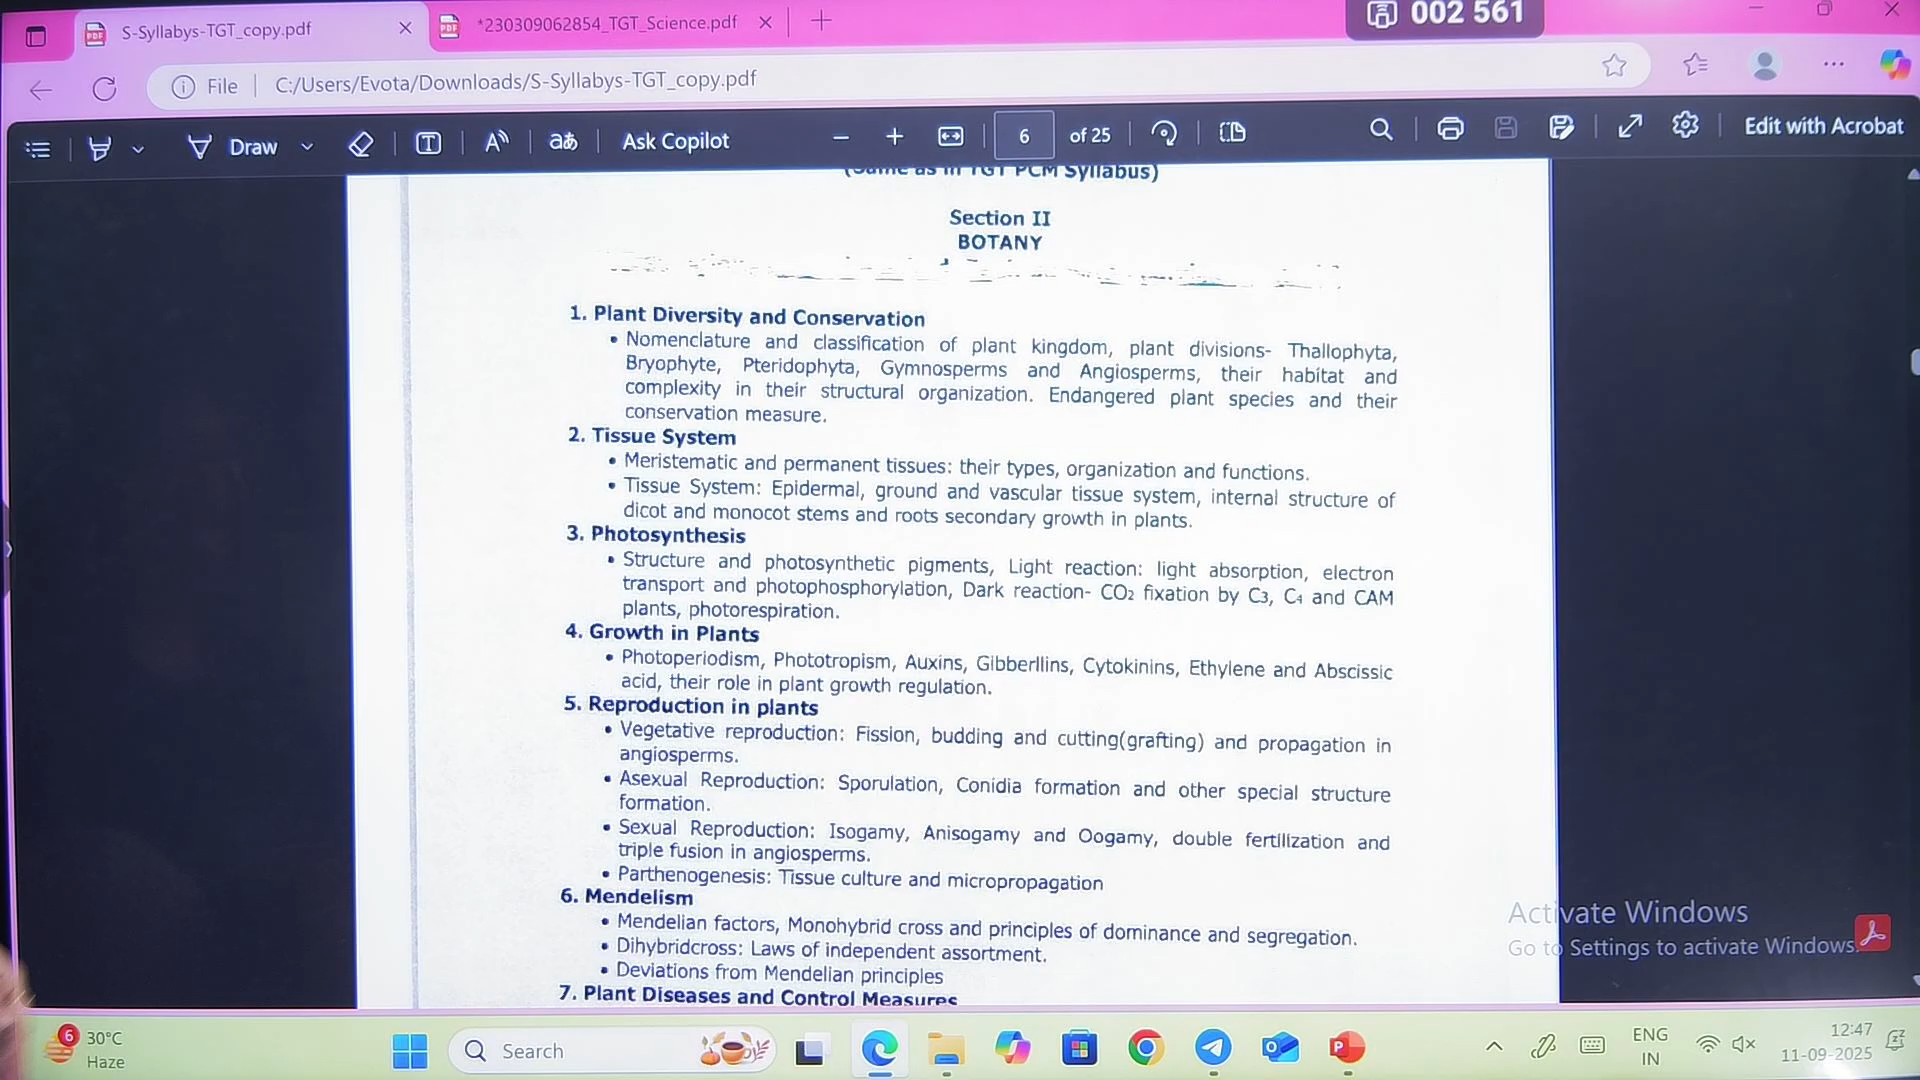 S-Syllabys-TGT_copy.pdf
*230309062854_TGT_Science.pdf
002 561
File
C:/Users/Evota/Downloads/S-Syllabys-TGT_copy.pdf
Draw
Ask Copilot
6 of 25
Edit with Acrobat
(Same as in TGT PCM Syllabus)
Section II
BOTANY
1. Plant Diversity and Conservation
• Nomenclature and classification of plant kingdom, plant divisions- Thallophyta,
Bryophyte, Pteridophyta, Gymnosperms and Angiosperms, their habitat and
complexity in their structural organization. Endangered plant species and their
conservation measure.
2. Tissue System
• Meristematic and permanent tissues: their types, organization and functions.
• Tissue System: Epidermal, ground and vascular tissue system, internal structure of
dicot and monocot stems and roots secondary growth in plants.
3. Photosynthesis
• Structure and photosynthetic pigments, Light reaction: light absorption, electron
transport and photophosphorylation, Dark reaction- CO2 fixation by C3, C4 and CAM
plants, photorespiration.
4. Growth in Plants
• Photoperiodism, Phototropism, Auxins, Gibberllins, Cytokinins, Ethylene and Abscissic
acid, their role in plant growth regulation.
5. Reproduction in plants
• Vegetative reproduction: Fission, budding and cutting(grafting) and propagation in
angiosperms.
• Asexual Reproduction: Sporulation, Conidia formation and other special structure
formation.
• Sexual Reproduction: Isogamy, Anisogamy and Oogamy, double fertilization and
triple fusion in angiosperms.
• Parthenogenesis: Tissue culture and micropropagation
6. Mendelism
• Mendelian factors, Monohybrid cross and principles of dominance and segregation.
• Dihybridcross: Laws of independent assortment.
• Deviations from Mendelian principles
7. Plant Diseases and Control Measures
Activate Windows
Go to Settings to activate Windows.
6
30°C
Haze
Search
ENG
IN
12:47
11-09-2025